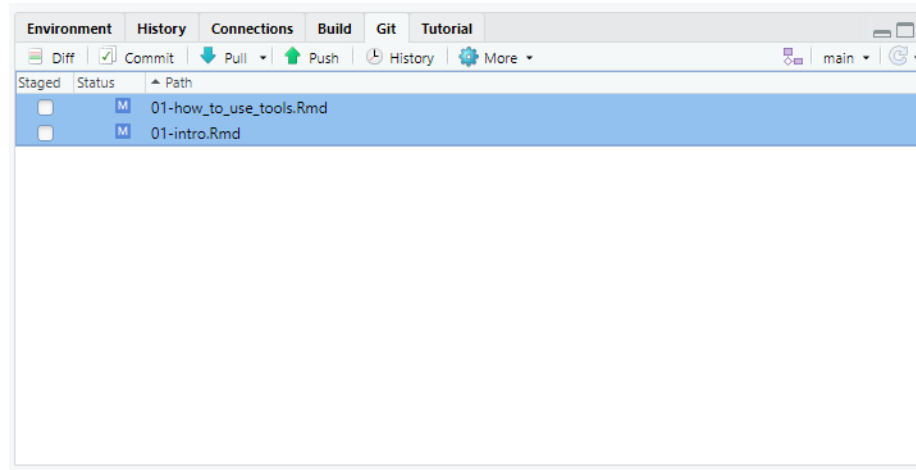 Environment History Connections Build Git Tutorial
Diff Commit Pull Push History More main
Staged Status Path
M 01-how_to_use_tools.Rmd
M 01-intro.Rmd